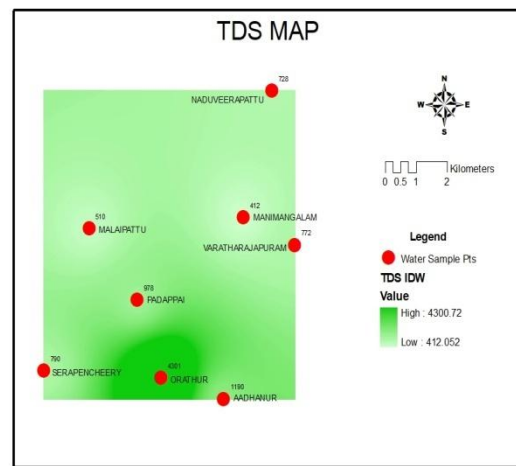 TDS MAP
728
NADUVEERAPATTU
N
W E
S
Kilometers
0 0.5 1 2
510
MALAIPATTU
412
MANIMANGALAM
772
VARATHARAJAPURAM
Legend
Water Sample Pts
TDS IDW
Value
High : 4300.72
Low : 412.052
978
PADAPPAI
790
SERAPENCHEERY
4301
ORATHUR
1190
AADHANUR